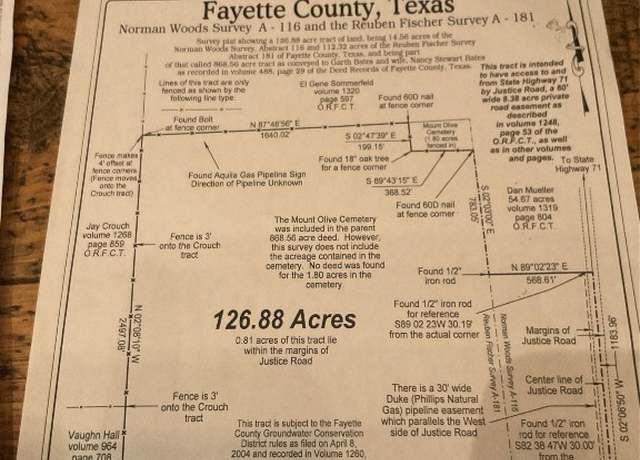 Fayette County, Texas
Norman Woods Survey A - 116 and the Reuben Fischer Survey A - 181
Survey plat showing a 126.88 acre tract of land, being 14.56 acres of the
Norman Woods Survey, Abstract 116 and 112.32 acres of the Reuben Fischer Survey
Abstract 181 of Fayette County, Texas, and being part
of that called 868.56 acre tract as conveyed to Garth Bates and wife, Nancy Stewart Bates
as recorded in volume 488, page 29 of the Deed Records of Fayette County, Texas.
Lines of this tract are only
fenced as shown by the
following line type.
El Gene Sommerfeld
volume 1320
page 597
O.R.F.C.T.
Found 60D nail
at fence corner
This tract is intended
to have access to and
from State Highway 71
by Justice Road, a 60'
wide 8.38 acre private
road easement as
described
in volume 1248,
page 53 of the
O.R.F.C.T., as well
as in other volumes
and pages.
To State
Highway 71
Found Bolt
at fence corner
N 87°48'56" E
1640.02'
S 02°47'39" E
199.15'
Mount Olive
Cemetery
(1.80 acres
fenced in)
Fence makes
4' offset at
fence corners
(Fence moves
onto the
Crouch tract)
Found Aquila Gas Pipeline Sign
Direction of Pipeline Unknown
Found 18" oak tree
for a fence corner
S 89°43'15" E
368.52'
Found 60D nail
at fence corner
S 02°03'00" E
783.05'
Dan Mueller
54.67 acres
volume 1319
page 804
O.R.F.C.T.
Jay Crouch
volume 1268
page 859
O.R.F.C.T.
Fence is 3'
onto the Crouch
tract
The Mount Olive Cemetery
was included in the parent
868.56 acre deed. However,
this survey does not include
the acreage contained in the
cemetery. No deed was found
for the 1.80 acres in the
cemetery.
Found 1/2"
iron rod
N 89°02'23" E
568.61'
N 02°08'10" W
2497.08'
126.88 Acres
0.81 acres of this tract lie
within the margins of
Justice Road
Found 1/2" iron rod
for reference
S89 02 23W 30.19'
from the actual corner
Reuben Fischer Survey A-181
Norman Woods Survey A-116
Margins of
Justice Road
1183.96'
S 02°06'50" W
Center line of
Justice Road
There is a 30' wide
Duke (Phillips Natural
Gas) pipeline easement
which parallels the West
side of Justice Road
Fence is 3'
onto the Crouch
tract
Vaughn Hall
volume 964
page 708
This tract is subject to the Fayette
County Groundwater Conservation
District rules as filed on April 8,
2004 and recorded in Volume 1260,
Found 1/2" iron
rod for reference
S82 38 47W 30.00'
from the